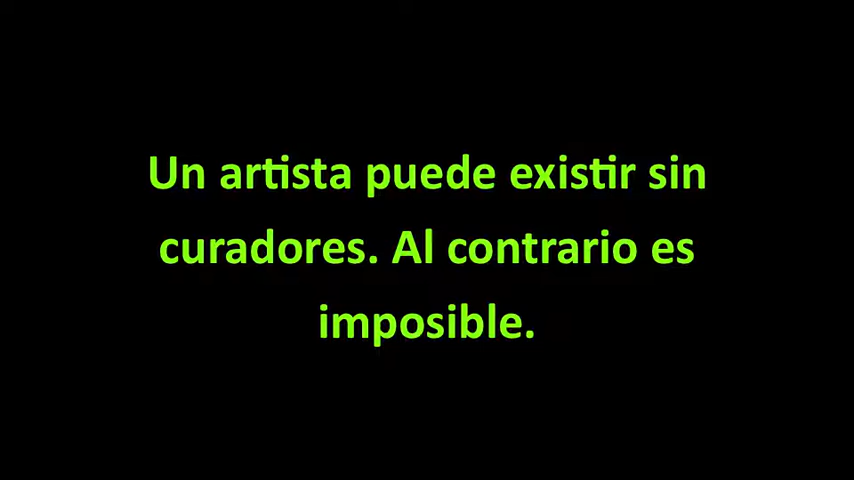 Un artista puede existir sin
curadores. Al contrario es
imposible.